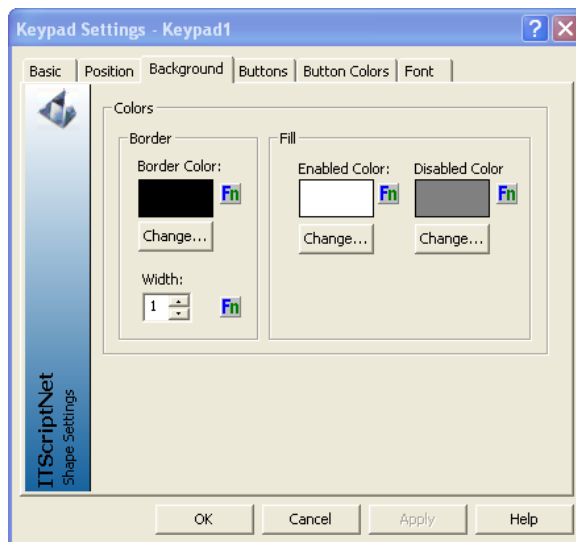 Keypad Settings - Keypad1
Basic Position Background Buttons Button Colors Font
Colors
Border Fill
Border Color: Enabled Color: Disabled Color
Fn Fn Fn
Change... Change... Change...
Width:
1 Fn
ITScriptNet
Shape Settings
OK Cancel Apply Help